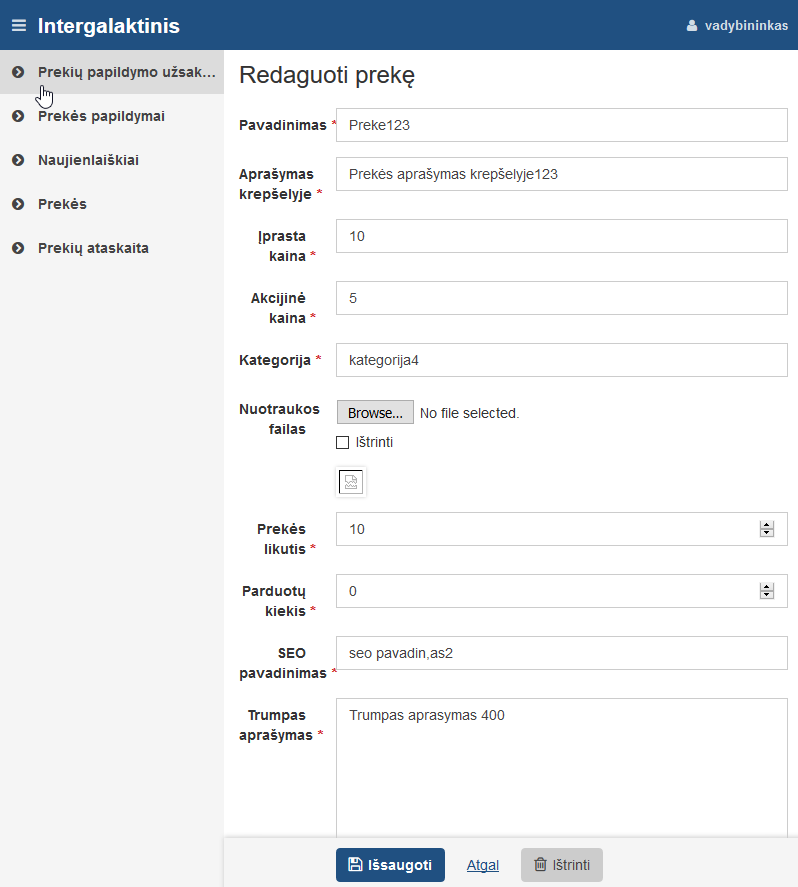 Intergalaktinis
vadybininkas
Prekių papildymo užsak...
Prekės papildymai
Naujienlaiškiai
Prekės
Prekių ataskaita
Redaguoti prekę
Pavadinimas *
Preke123
Aprašymas
krepšelyje *
Prekės aprašymas krepšelyje123
Įprasta
kaina *
10
Akcijinė
kaina *
5
Kategorija *
kategorija4
Nuotraukos
failas
Browse... No file selected.
Ištrinti
Prekės
likutis *
10
Parduotų
kiekis *
0
SEO
pavadinimas *
seo pavadin,as2
Trumpas
aprašymas *
Trumpas aprasymas 400
Išsaugoti
Atgal
Ištrinti